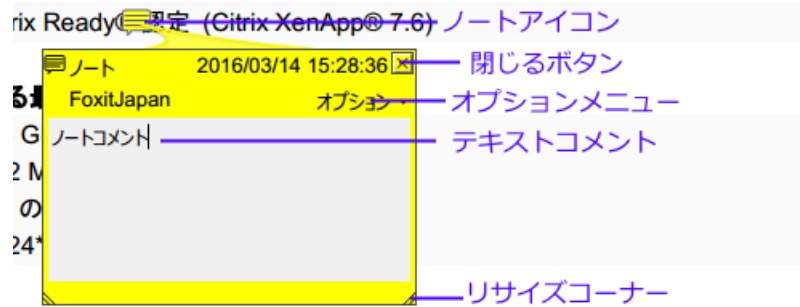 rix Ready® 認定 (Citrix XenApp® 7.6) ノートアイコン
ノート 2016/03/14 15:28:36 閉じるボタン
FoxitJapan オプション オプションメニュー
G ノートコメント テキストコメント
2 M
の
24*
リサイズコーナー